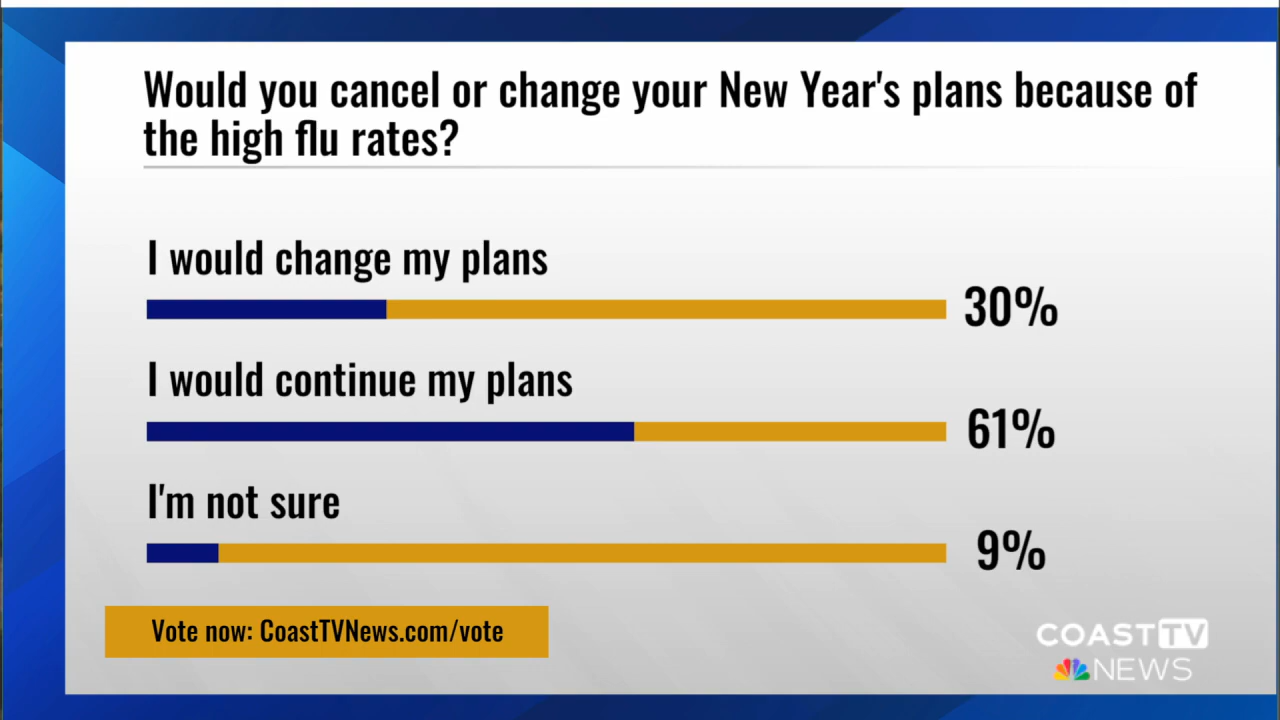 Would you cancel or change your New Year's plans because of
the high flu rates?
I would change my plans
30%
I would continue my plans
61%
I'm not sure
9%
Vote now: CoastTVNews.com/vote
COAST TV
NEWS